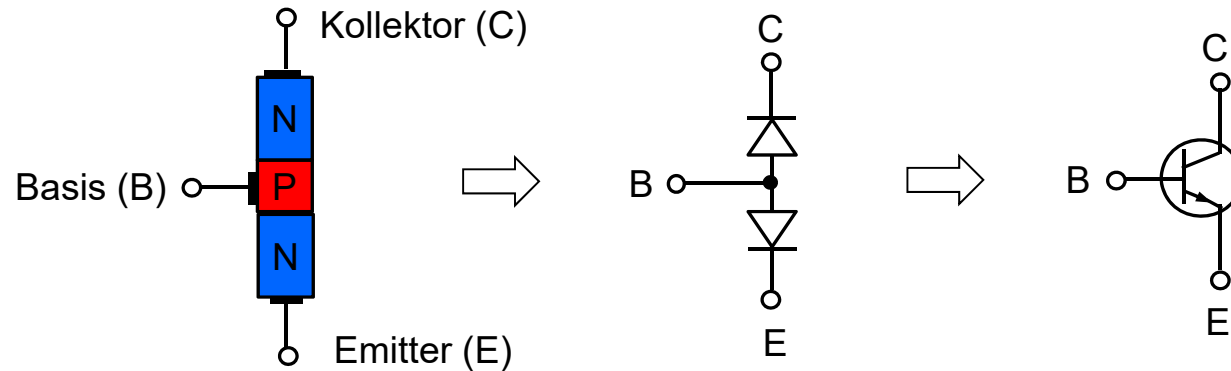 Kollektor (C)
N
P
N
Basis (B)
Emitter (E)
C
B
E
C
B
E